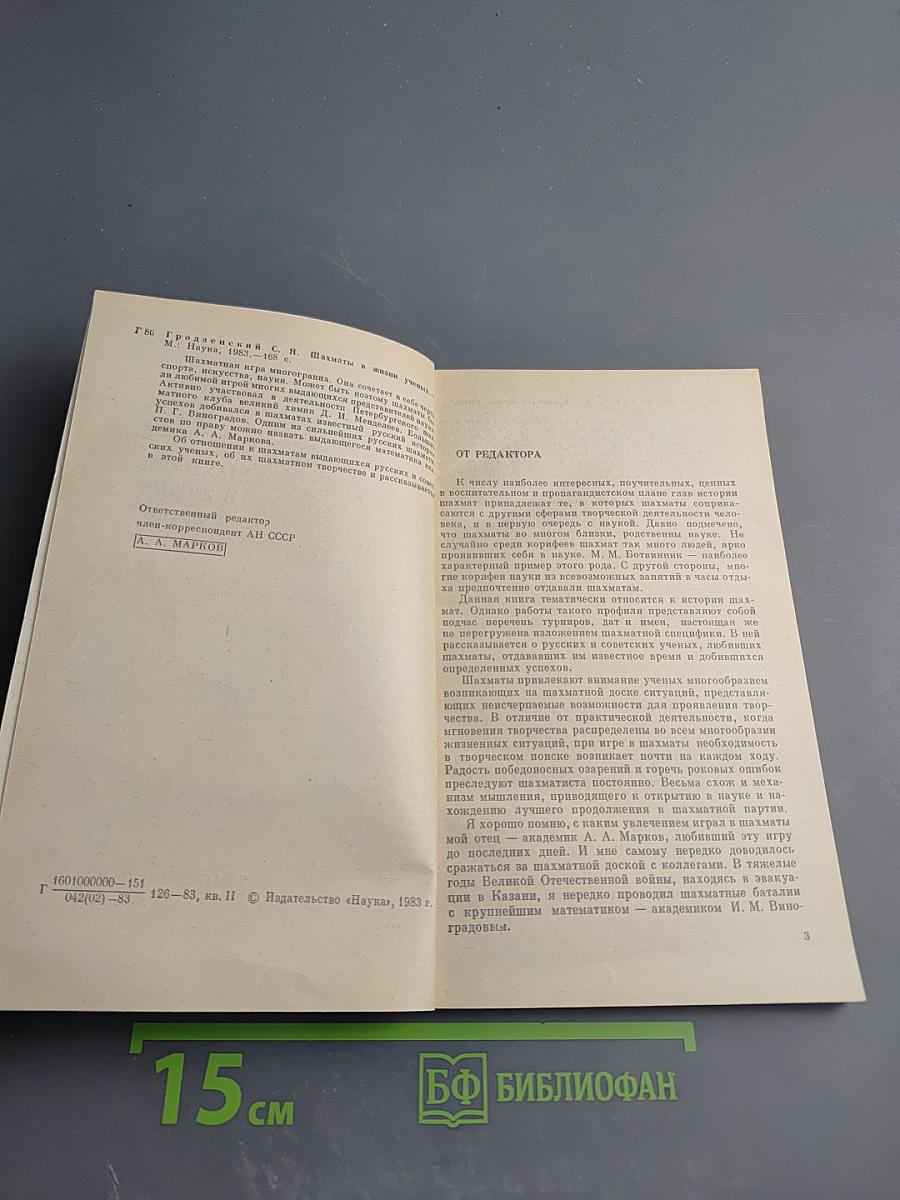 Г 86 Гродзенский С. Я. Шахматы в жизни ученых.—
М.: Наука, 1983.—168 с.
Шахматная игра многогранна. Она сочетает в себе черты
спорта, искусства, науки. Может быть поэтому шахматы бы-
ли любимой игрой многих выдающихся представителей науки.
Активно участвовал в деятельности Петербургского шах-
матного клуба великий химик Д. И. Менделеев. Больших
успехов добивался в шахматах известный русский историк
П. Г. Виноградов. Одним из сильнейших русских шахмати-
стов по праву можно назвать выдающегося математика ака-
демика А. А. Маркова.
Об отношении к шахматам выдающихся русских и совет-
ских ученых, об их шахматном творчестве и рассказывается
в этой книге.
Ответственный редактор
член-корреспондент АН СССР
А. А. МАРКОВ
Г 1601000000—151
042(02)—83 126—83, кв. II © Издательство «Наука», 1983 г.
ОТ РЕДАКТОРА
К числу наиболее интересных, поучительных, ценных
в воспитательном и пропагандистском плане глав истории
шахмат принадлежат те, в которых шахматы соприка-
саются с другими сферами творческой деятельности чело-
века, и в первую очередь с наукой. Давно подмечено,
что шахматы во многом близки, родственны науке. Не
случайно среди корифеев шахмат так много людей, ярко
проявивших себя в науке. М. М. Ботвинник — наиболее
характерный пример этого рода. С другой стороны, мно-
гие корифеи науки из всевозможных занятий в часы отды-
ха предпочтение отдавали шахматам.
Данная книга тематически относится к истории шах-
мат. Однако работы такого профиля представляют собой
подчас перечень турниров, дат и имен, настоящая же
не перегружена изложением шахматной специфики. В ней
рассказывается о русских и советских ученых, любивших
шахматы, отдававших им известное время и добившихся
определенных успехов.
Шахматы привлекают внимание ученых многообразием
возникающих на шахматной доске ситуаций, представля-
ющих неисчерпаемые возможности для проявления твор-
чества. В отличие от практической деятельности, когда
мгновения творчества распределены во всем многообразии
жизненных ситуаций, при игре в шахматы необходимость
в творческом поиске возникает почти на каждом ходу.
Радость победоносных озарений и горечь роковых ошибок
преследуют шахматиста постоянно. Весьма схож и меха-
низм мышления, приводящего к открытию в науке и на-
хождению лучшего продолжения в шахматной партии.
Я хорошо помню, с каким увлечением играл в шахматы
мой отец — академик А. А. Марков, любивший эту игру
до последних дней. И мне самому нередко доводилось
сражаться за шахматной доской с коллегами. В тяжелые
годы Великой Отечественной войны, находясь в эвакуа-
ции в Казани, я нередко проводил шахматные баталии
с крупнейшим математиком — академиком И. М. Вино-
градовым.
3
15 см
БФ БИБЛИОФАН